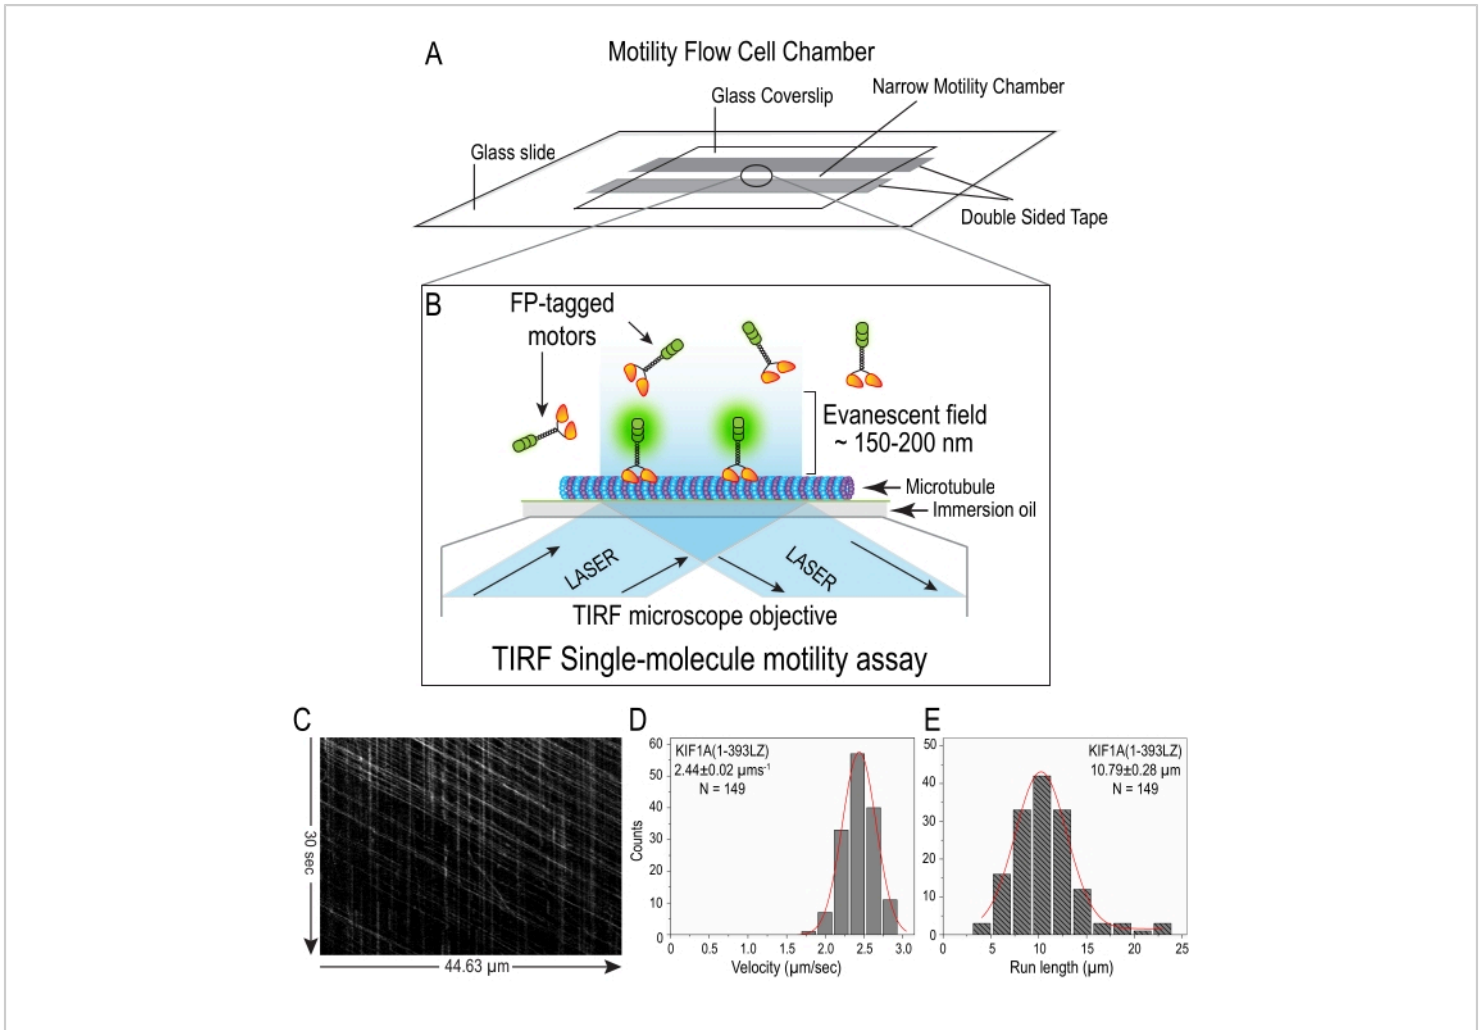 A
Motility Flow Cell Chamber
Narrow Motility Chamber
Glass Coverslip
Glass slide
Double Sided Tape
B
FP-tagged
motors
Evanescent field
~ 150-200 nm
Microtubule
Immersion oil
LASER
LASER
TIRF microscope objective
TIRF Single-molecule motility assay
C
30 sec
44.63 µm
D
KIF1A(1-393LZ)
2.44±0.02 µms⁻¹
N = 149
Counts
60
50
40
30
20
10
0
0 0.5 1.0 1.5 2.0 2.5 3.0
Velocity (µm/sec)
E
KIF1A(1-393LZ)
10.79±0.28 µm
N = 149
50
40
30
20
10
0
0 5 10 15 20 25
Run length (µm)